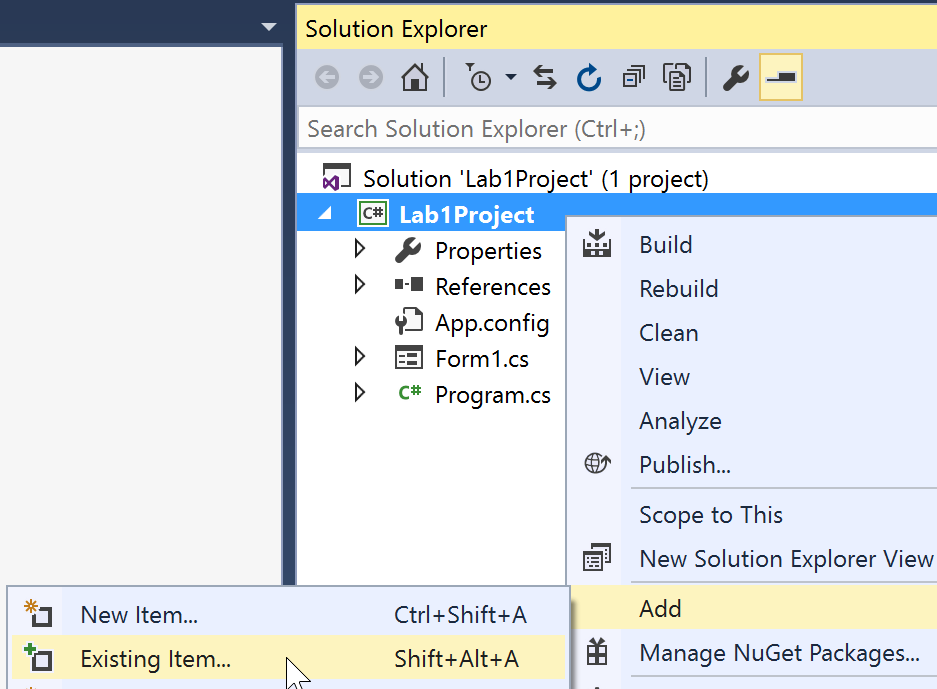 Solution Explorer
Search Solution Explorer (Ctrl+;)
Solution 'Lab1Project' (1 project)
C# Lab1Project
Properties
References
App.config
Form1.cs
C# Program.cs
Build
Rebuild
Clean
View
Analyze
Publish...
Scope to This
New Solution Explorer View
Add
Manage NuGet Packages...
New Item... Ctrl+Shift+A
Existing Item... Shift+Alt+A